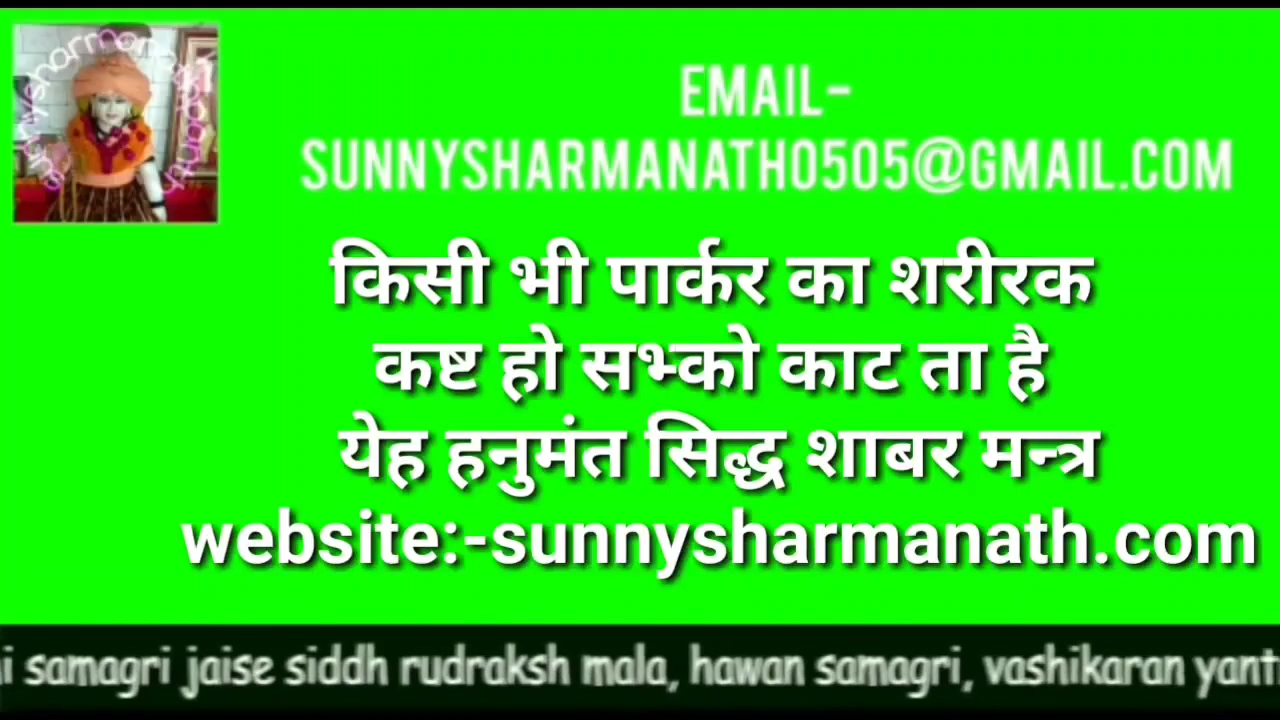 EMAIL-
SUNNYSHARMANATH0505@GMAIL.COM
किसी भी पार्कर का शरीरक
कष्ट हो सभ्को काट ता है
येह हनुमंत सिद्ध शाबर मन्त्र
website:-sunnysharmanath.com
i samagri jaise siddh rudraksh mala, hawan samagri, vashikaran yant